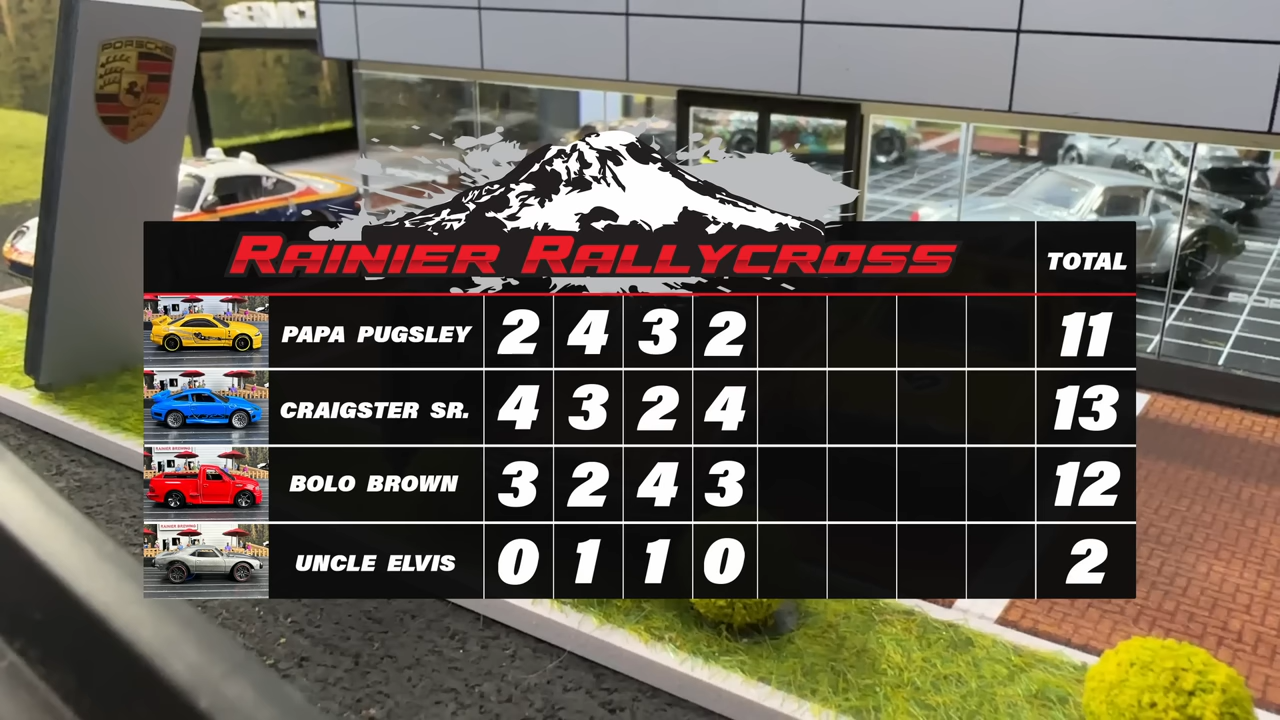 SERVICE
PORSCHE
RAINIER RALLYCROSS TOTAL
PAPA PUGSLEY 2 4 3 2 11
CRAIGSTER SR. 4 3 2 4 13
BOLO BROWN 3 2 4 3 12
UNCLE ELVIS 0 1 1 0 2